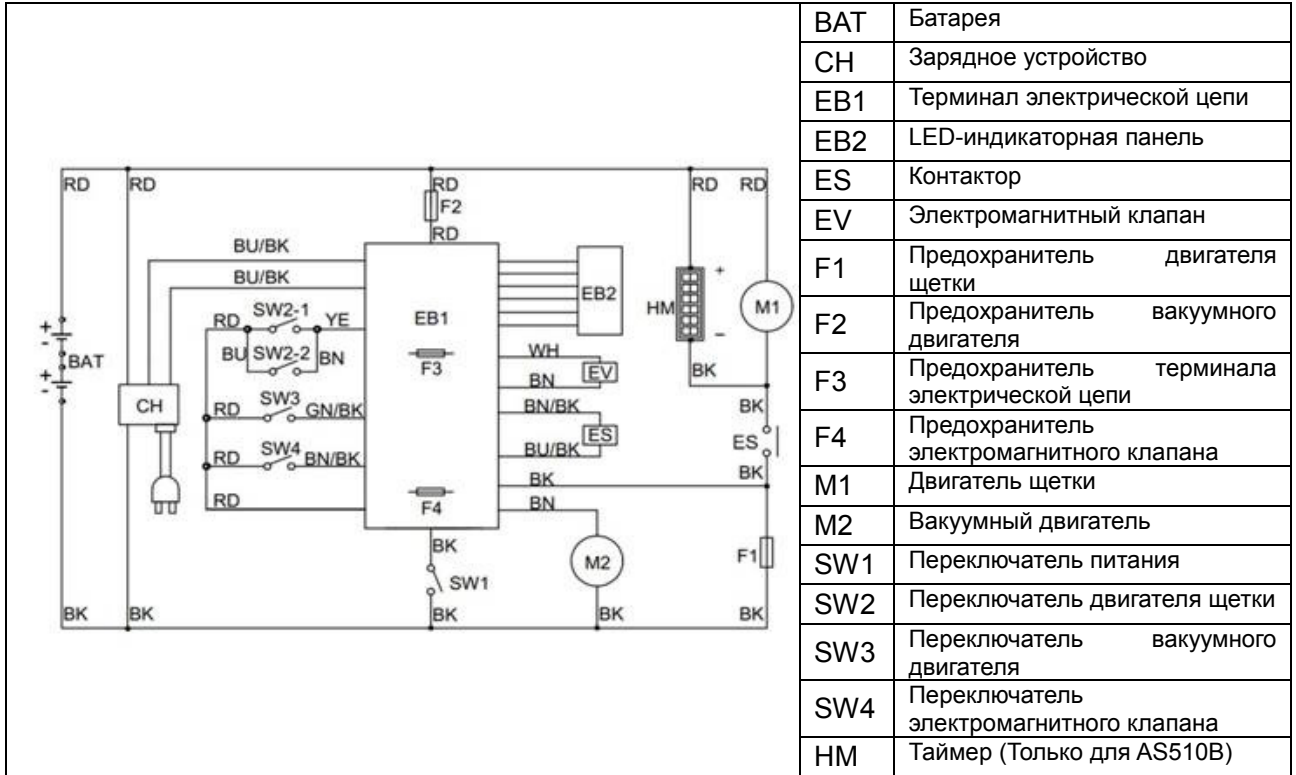 RD
RD
RD
F2
RD
RD
RD
BU/BK
BU/BK
SW2-1
RD
YE
BU
SW2-2
BN
EB1
F3
EB2
HM
+
−
M1
+
-
BAT
+
-
WH
EV
BN
BK
CH
SW3
RD
GN/BK
BN/BK
ES
BU/BK
BK
ES
BK
SW4
RD
BN/BK
RD
F4
BK
BN
BK
SW1
M2
F1
BK
BK
BK
BK
BK
BAT Батарея
CH Зарядное устройство
EB1 Терминал электрической цепи
EB2 LED-индикаторная панель
ES Контактор
EV Электромагнитный клапан
F1 Предохранитель двигателя
щетки
F2 Предохранитель вакуумного
двигателя
F3 Предохранитель терминала
электрической цепи
F4 Предохранитель
электромагнитного клапана
M1 Двигатель щетки
M2 Вакуумный двигатель
SW1 Переключатель питания
SW2 Переключатель двигателя щетки
SW3 Переключатель вакуумного
двигателя
SW4 Переключатель
электромагнитного клапана
HM Таймер (Только для AS510B)